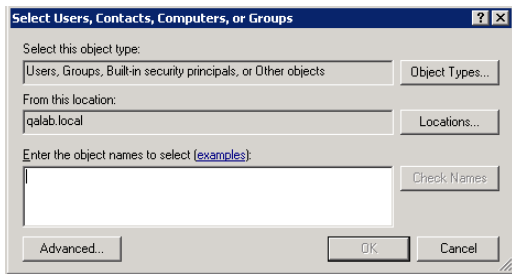 Select Users, Contacts, Computers, or Groups
Select this object type:
Users, Groups, Built-in security principals, or Other objects
Object Types...
From this location:
qalab.local
Locations...
Enter the object names to select (examples):
Check Names
Advanced...
OK
Cancel